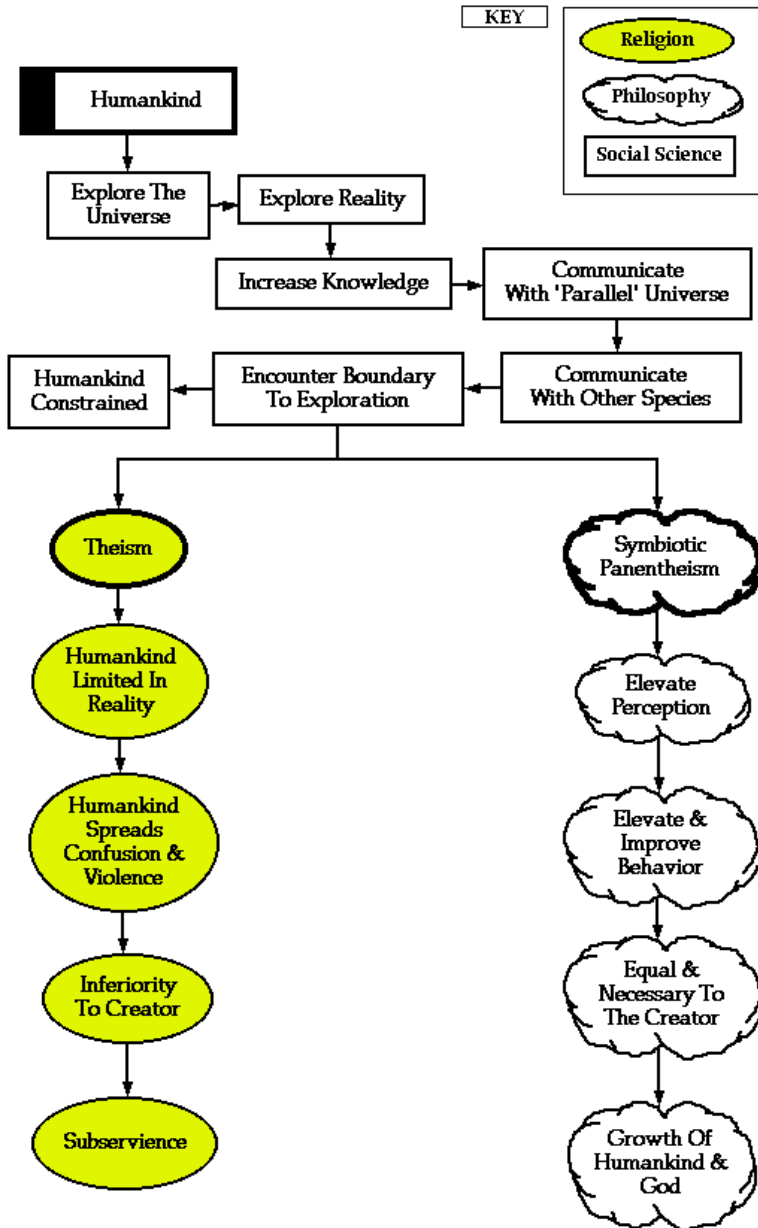 KEY
Religion
Philosophy
Social Science
Humankind
Explore The
Universe
Explore Reality
Increase Knowledge
Communicate
With 'Parallel' Universe
Communicate
With Other Species
Encounter Boundary
To Exploration
Humankind
Constrained
Theism
Humankind
Limited In
Reality
Humankind
Spreads
Confusion &
Violence
Inferiority
To Creator
Subservience
Symbiotic
Panentheism
Elevate
Perception
Elevate &
Improve
Behavior
Equal &
Necessary To
The Creator
Growth Of
Humankind &
God